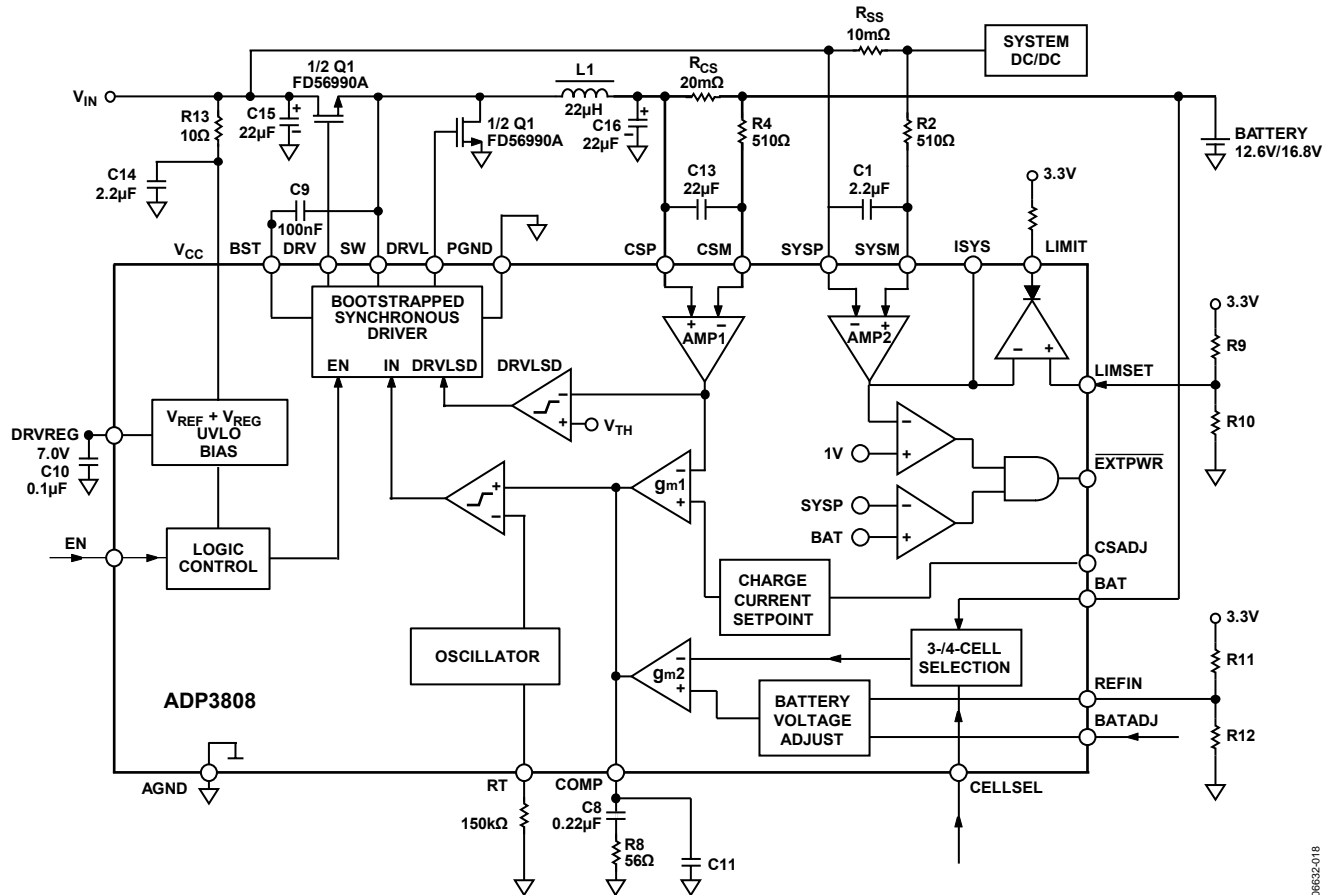 RSS
10mΩ
SYSTEM
DC/DC
1/2 Q1
FD56990A
L1
22µH
RCS
20mΩ
VIN
R13
10Ω
C15
22µF
1/2 Q1
FD56990A
C16
22µF
R4
510Ω
R2
510Ω
BATTERY
12.6V/16.8V
C14
2.2µF
C9
100nF
C13
22µF
C1
2.2µF
3.3V
VCC
BST
DRV
SW
DRVL
PGND
CSP
CSM
SYSP
SYSM
ISYS
LIMIT
BOOTSTRAPPED
SYNCHRONOUS
DRIVER
EN
IN
DRVLSD
+
−
AMP1
−
+
AMP2
−
+
3.3V
R9
LIMSET
R10
DRVLSD
−
+
VTH
DRVREG
7.0V
C10
0.1µF
VREF + VREG
UVLO
BIAS
−
1V
+
EXTPWR
SYSP
−
BAT
+
+
−
−
gm1
+
EN
LOGIC
CONTROL
CHARGE
CURRENT
SETPOINT
CSADJ
BAT
3.3V
OSCILLATOR
3-/4-CELL
SELECTION
R11
−
gm2
+
BATTERY
VOLTAGE
ADJUST
REFIN
BATADJ
R12
ADP3808
AGND
RT
COMP
CELLSEL
150kΩ
C8
0.22µF
R8
56Ω
C11
06632-018